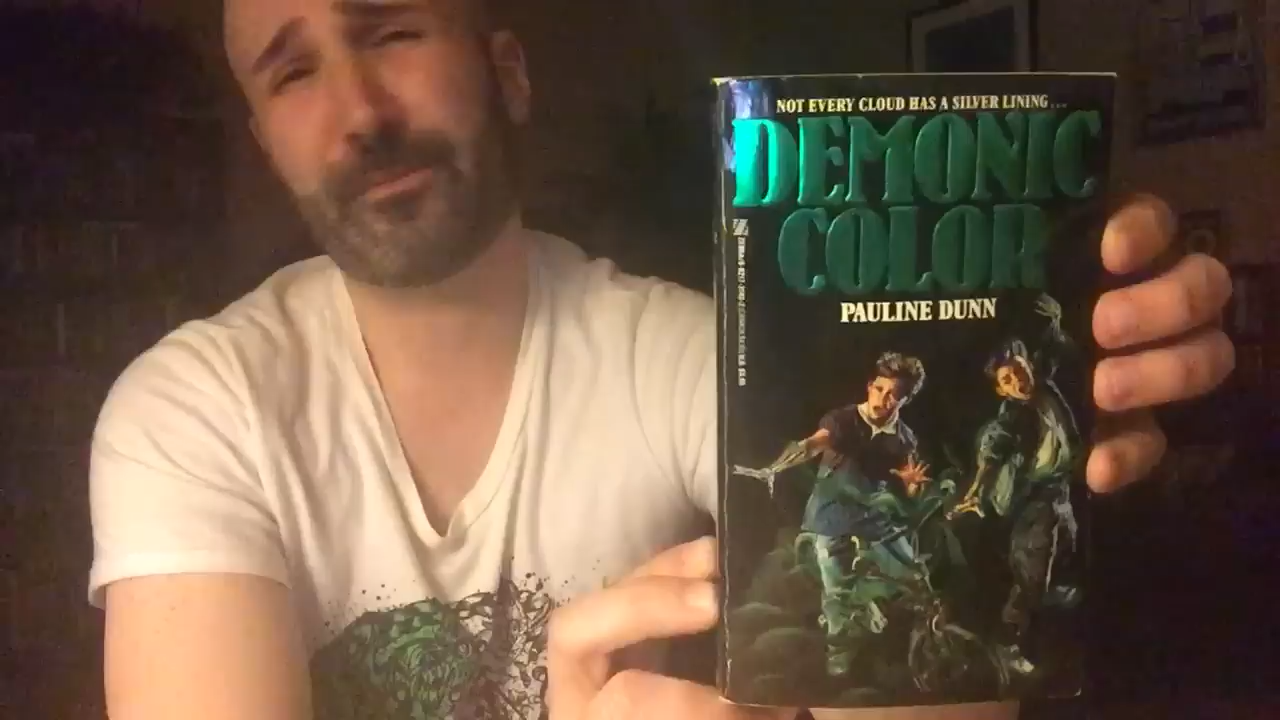 NOT EVERY CLOUD HAS A SILVER LINING...
DEMONIC
COLOR
PAULINE DUNN